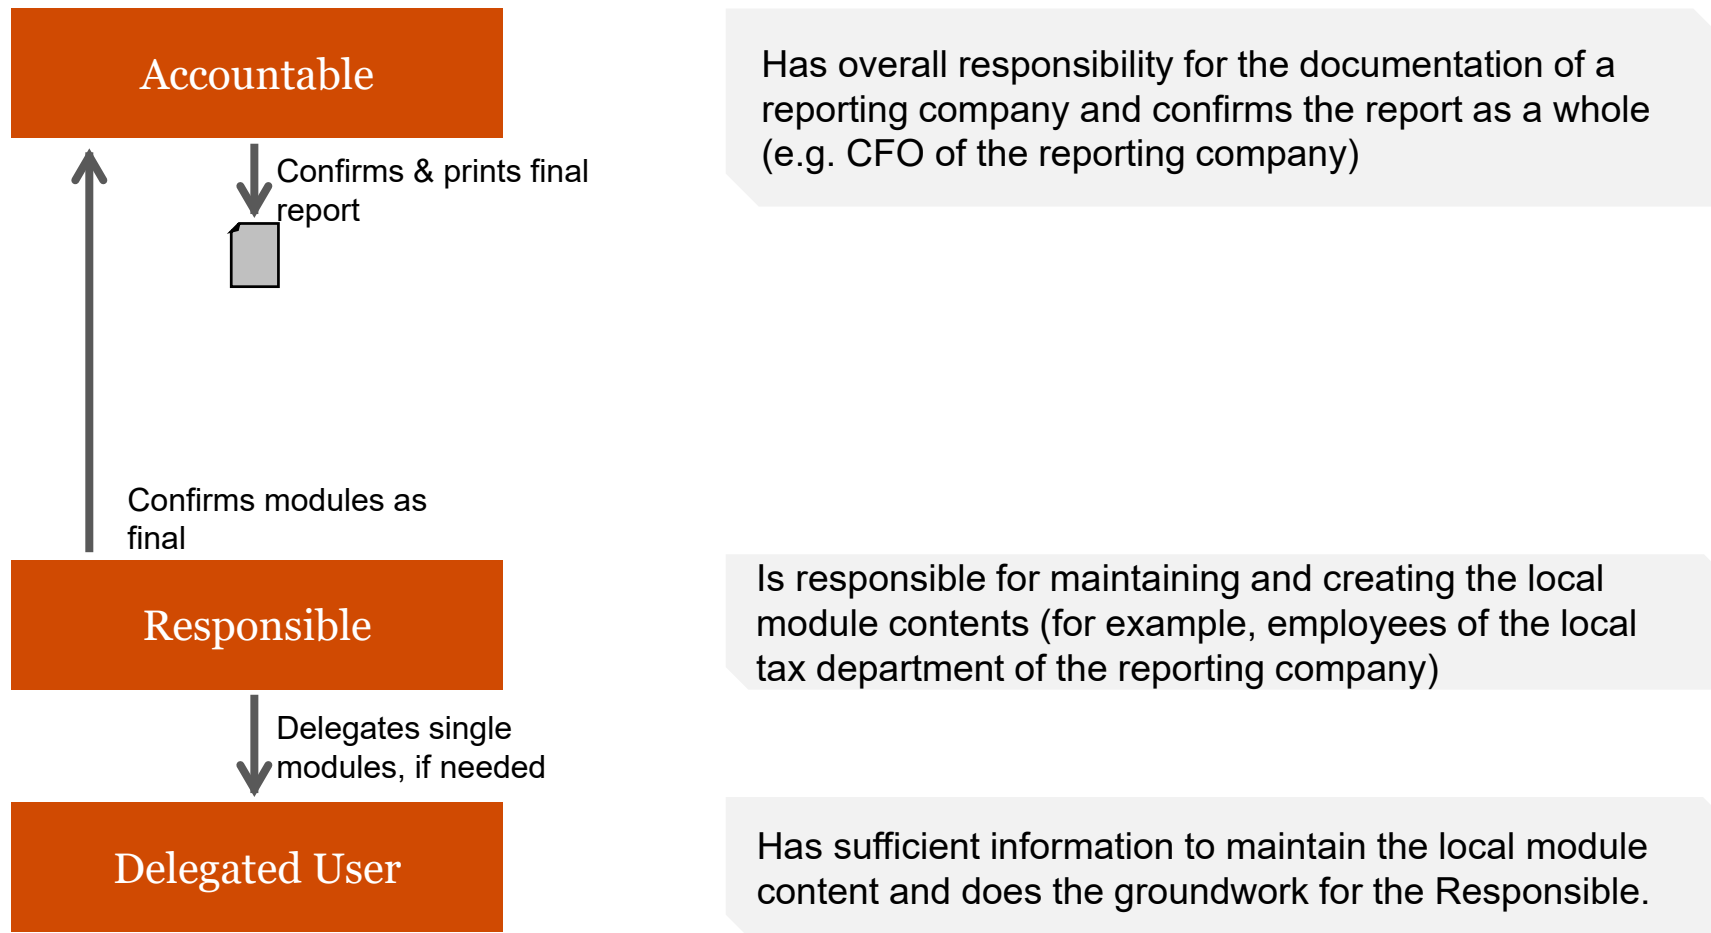 Accountable
Has overall responsibility for the documentation of a
reporting company and confirms the report as a whole
(e.g. CFO of the reporting company)
Confirms & prints final
report
Confirms modules as
final
Responsible
Is responsible for maintaining and creating the local
module contents (for example, employees of the local
tax department of the reporting company)
Delegates single
modules, if needed
Delegated User
Has sufficient information to maintain the local module
content and does the groundwork for the Responsible.